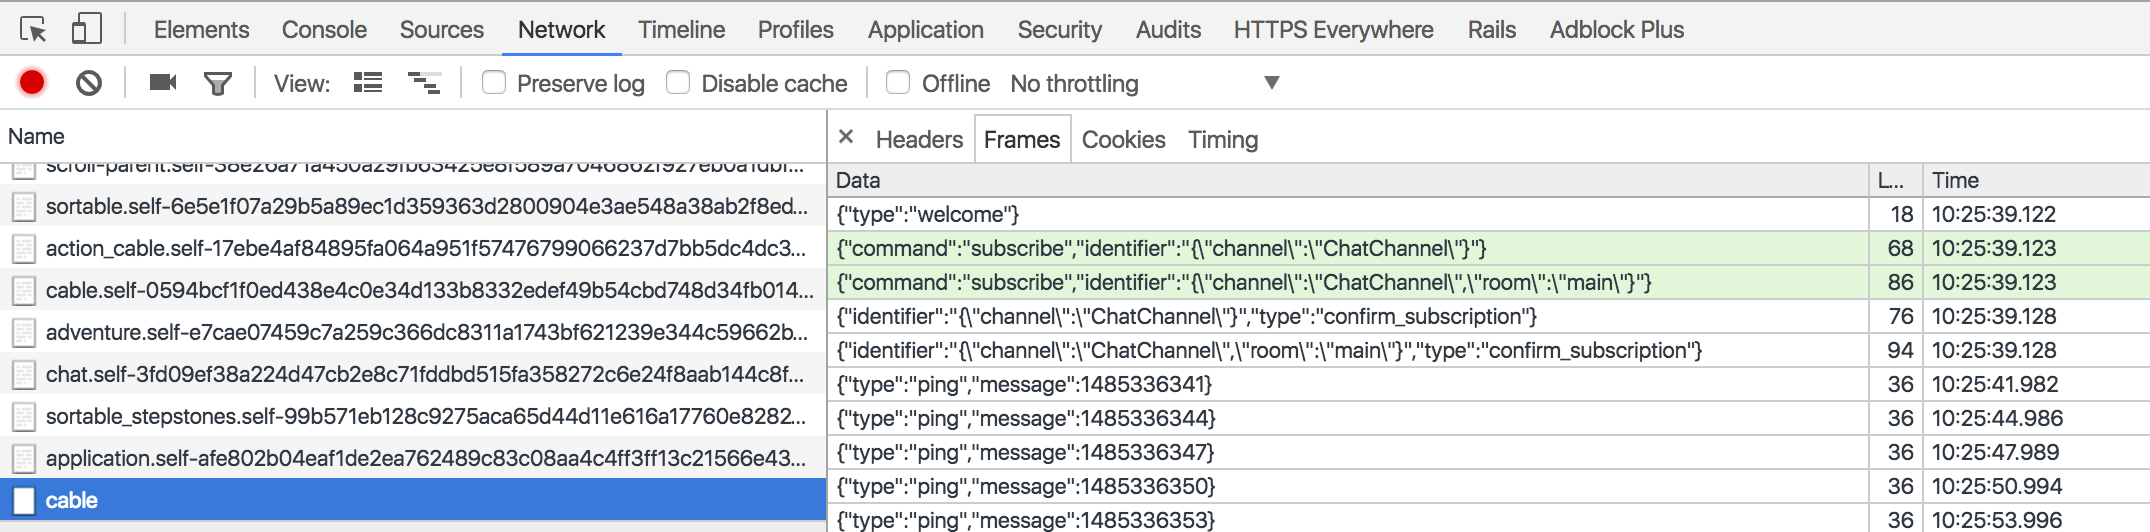 Elements Console Sources Network Timeline Profiles Application Security Audits HTTPS Everywhere Rails Adblock Plus
View: Preserve log Disable cache Offline No throttling
Name
× Headers Frames Cookies Timing
Data L... Time
sortable.self-6e5e1f07a29b5a89ec1d359363d2800904e3ae548a38ab2f8ed...
action_cable.self-17ebe4af84895fa064a951f57476799066237d7bb5dc4dc3...
cable.self-0594bcf1f0ed438e4c0e34d133b8332edef49b54cbd748d34fb014...
adventure.self-e7cae07459c7a259c366dc8311a1743bf621239e344c59662b...
chat.self-3fd09ef38a224d47cb2e8c71fddbd515fa358272c6e24f8aab144c8f...
sortable_stepstones.self-99b571eb128c9275aca65d44d11e616a17760e8282...
application.self-afe802b04eaf1de2ea762489c83c08aa4c4ff3ff13c21566e43...
cable
{"type":"welcome"} 18 10:25:39.122
{"command":"subscribe","identifier":"{\"channel\":\"ChatChannel\"}"} 68 10:25:39.123
{"command":"subscribe","identifier":"{\"channel\":\"ChatChannel\",\"room\":\"main\"}"} 86 10:25:39.123
{"identifier":"{\"channel\":\"ChatChannel\"}","type":"confirm_subscription"} 76 10:25:39.128
{"identifier":"{\"channel\":\"ChatChannel\",\"room\":\"main\"}","type":"confirm_subscription"} 94 10:25:39.128
{"type":"ping","message":1485336341} 36 10:25:41.982
{"type":"ping","message":1485336344} 36 10:25:44.986
{"type":"ping","message":1485336347} 36 10:25:47.989
{"type":"ping","message":1485336350} 36 10:25:50.994
{"type":"ping","message":1485336353} 36 10:25:53.996